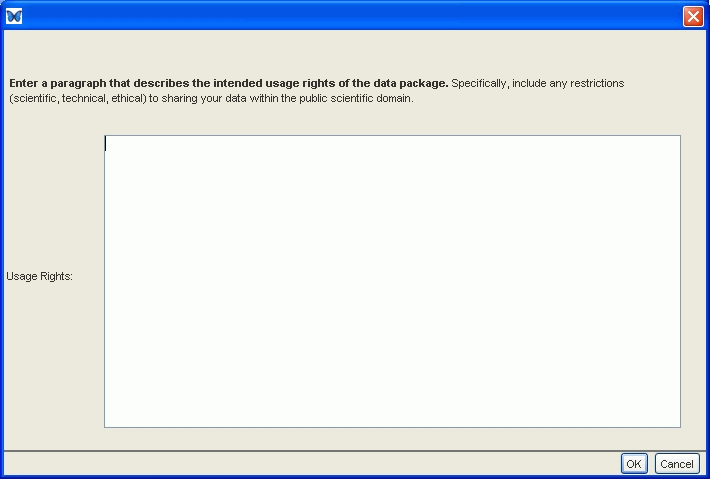 Enter a paragraph that describes the intended usage rights of the data package. Specifically, include any restrictions
(scientific, technical, ethical) to sharing your data within the public scientific domain.
Usage Rights:
OK Cancel